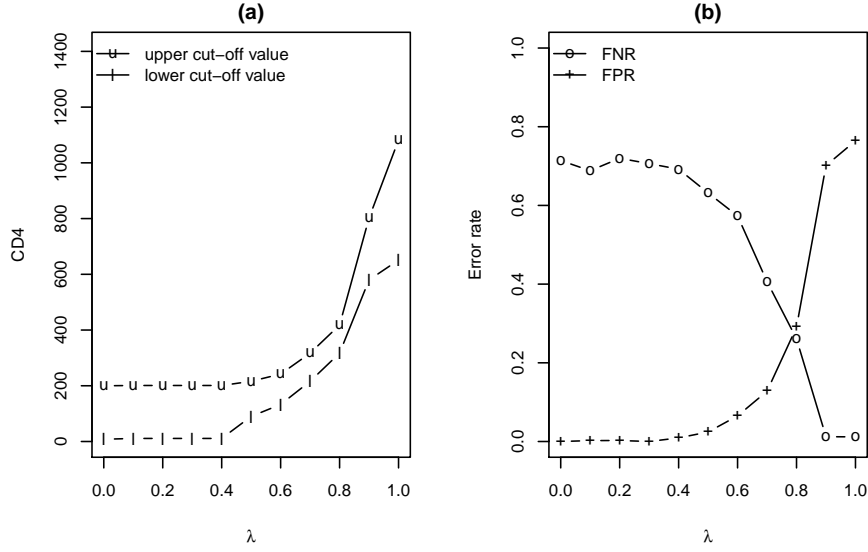 (a)
u upper cut−off value
l lower cut−off value
CD4
0 200 400 600 800 1000 1200 1400
0.0 0.2 0.4 0.6 0.8 1.0
λ
(b)
o FNR
+ FPR
Error rate
0.0 0.2 0.4 0.6 0.8 1.0
0.0 0.2 0.4 0.6 0.8 1.0
λ